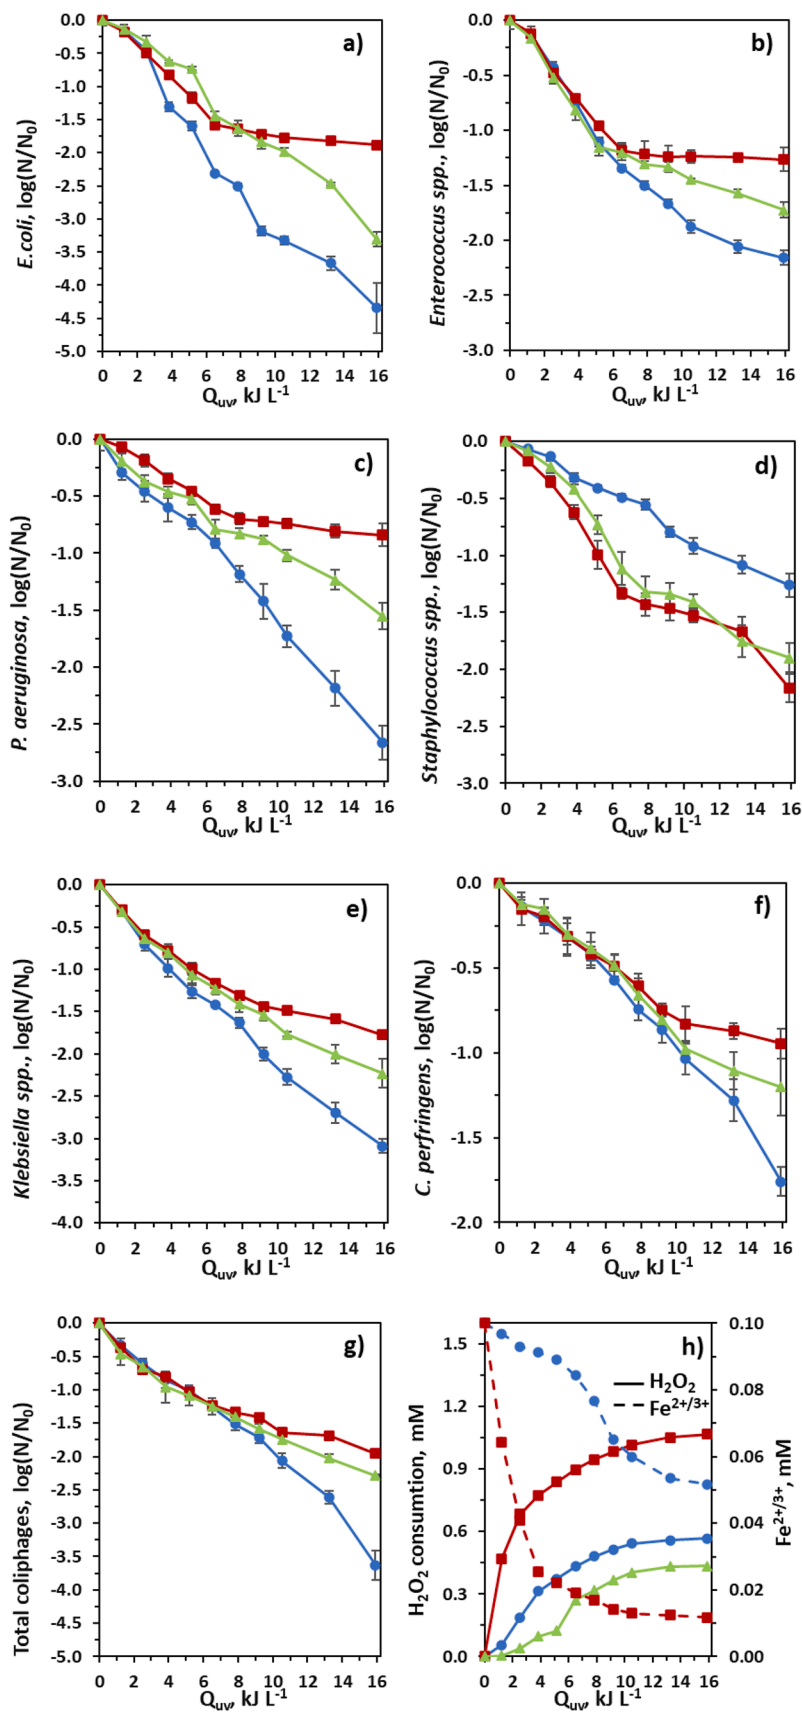 a)
E.coli, log(N/N0)
0.0
-0.5
-1.0
-1.5
-2.0
-2.5
-3.0
-3.5
-4.0
-4.5
-5.0
0 2 4 6 8 10 12 14 16
Quv, kJ L-1
b)
Enterococcus spp., log(N/N0)
0.0
-0.5
-1.0
-1.5
-2.0
-2.5
-3.0
0 2 4 6 8 10 12 14 16
Quv, kJ L-1
c)
P. aeruginosa, log(N/N0)
0.0
-0.5
-1.0
-1.5
-2.0
-2.5
-3.0
0 2 4 6 8 10 12 14 16
Quv, kJ L-1
d)
Staphylococcus spp., log(N/N0)
0.0
-0.5
-1.0
-1.5
-2.0
-2.5
-3.0
0 2 4 6 8 10 12 14 16
Quv, kJ L-1
e)
Klebsiella spp., log(N/N0)
0.0
-0.5
-1.0
-1.5
-2.0
-2.5
-3.0
-3.5
-4.0
0 2 4 6 8 10 12 14 16
Quv, kJ L-1
f)
C. perfringens, log(N/N0)
0.0
-0.5
-1.0
-1.5
-2.0
0 2 4 6 8 10 12 14 16
Quv, kJ L-1
g)
Total coliphages, log(N/N0)
0.0
-0.5
-1.0
-1.5
-2.0
-2.5
-3.0
-3.5
-4.0
-4.5
-5.0
0 2 4 6 8 10 12 14 16
Quv, kJ L-1
h)
H2O2
Fe2+/3+
H2O2 consumtion, mM
1.5
1.2
0.9
0.6
0.3
0.0
0.10
0.08
0.06
0.04
0.02
0.00
Fe2+/3+, mM
0 2 4 6 8 10 12 14 16
Quv, kJ L-1